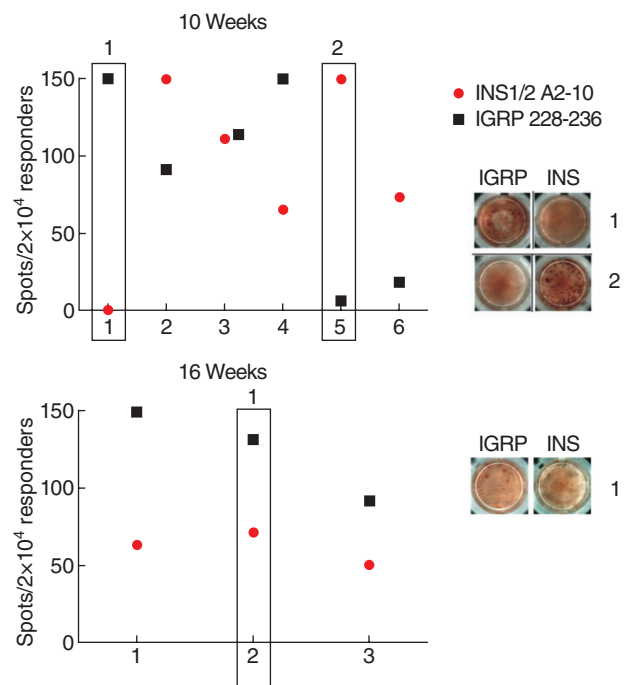 10 Weeks
1
2
150
100
50
0
Spots/2×10⁴ responders
1 2 3 4 5 6
INS1/2 A2-10
IGRP 228-236
IGRP INS
1
2
16 Weeks
1
150
100
50
0
Spots/2×10⁴ responders
1 2 3
IGRP INS
1